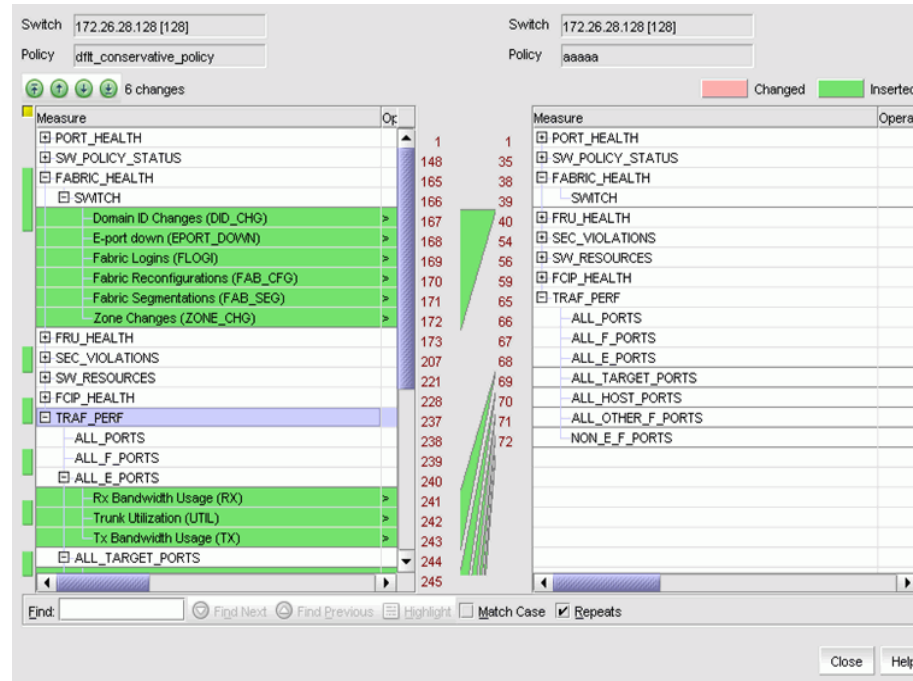 Switch 172.26.28.128 [128] Switch 172.26.28.128 [128]
Policy dflt_conservative_policy Policy aaaaa
6 changes Changed Inserted
Measure Op Measure Opera
PORT_HEALTH 1 1 PORT_HEALTH
SW_POLICY_STATUS 148 35 SW_POLICY_STATUS
FABRIC_HEALTH 165 38 FABRIC_HEALTH
SWITCH 166 39 SWITCH
Domain ID Changes (DID_CHG) > 167 40 FRU_HEALTH
E-port down (EPORT_DOWN) > 168 54 SEC_VIOLATIONS
Fabric Logins (FLOGI) > 169 56 SW_RESOURCES
Fabric Reconfigurations (FAB_CFG) > 170 59 FCIP_HEALTH
Fabric Segmentations (FAB_SEG) > 171 65 TRAF_PERF
Zone Changes (ZONE_CHG) > 172 66 ALL_PORTS
FRU_HEALTH 173 67 ALL_F_PORTS
SEC_VIOLATIONS 207 68 ALL_E_PORTS
SW_RESOURCES 221 69 ALL_TARGET_PORTS
FCIP_HEALTH 228 70 ALL_HOST_PORTS
TRAF_PERF 237 71 ALL_OTHER_F_PORTS
ALL_PORTS 238 72 NON_E_F_PORTS
ALL_F_PORTS 239
ALL_E_PORTS 240
Rx Bandwidth Usage (RX) > 241
Trunk Utilization (UTIL) > 242
Tx Bandwidth Usage (TX) > 243
ALL_TARGET_PORTS 244
245
Find: Find Next Find Previous Highlight Match Case Repeats
Close Help